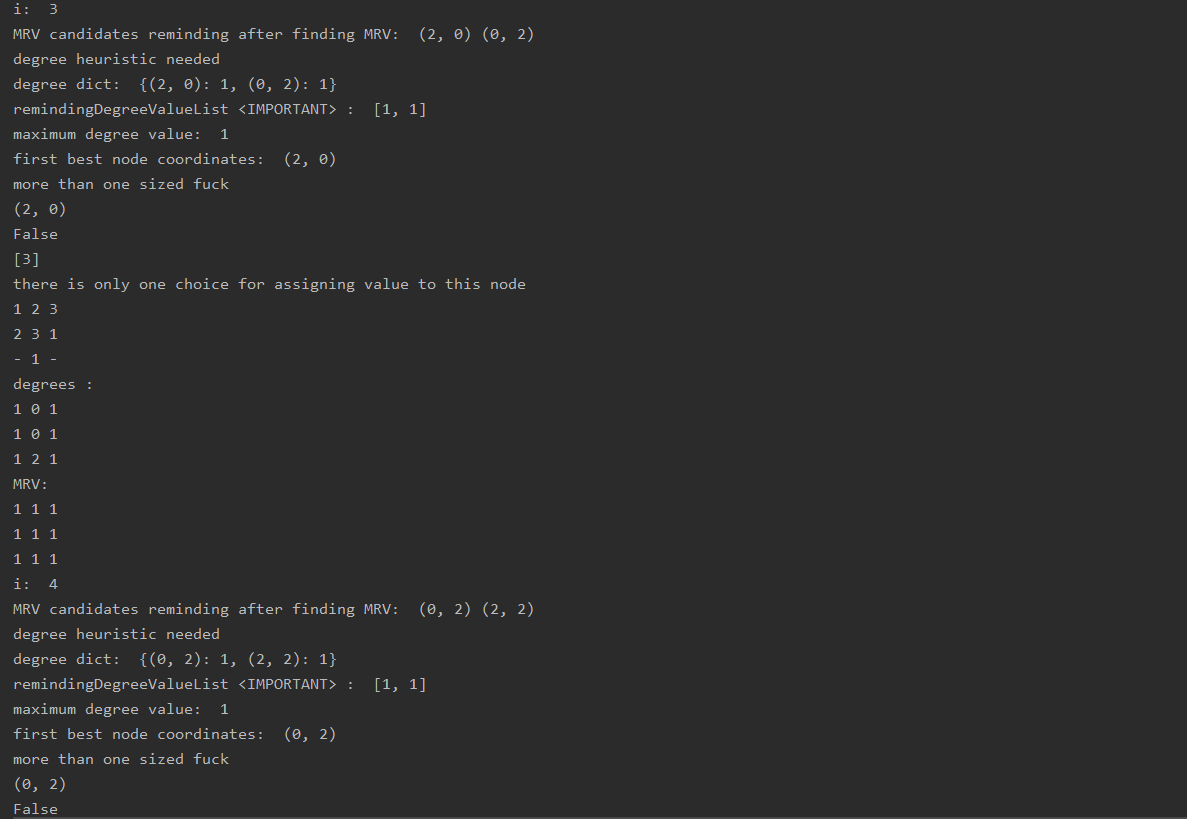 i:  3
MRV candidates reminding after finding MRV:  (2, 0) (0, 2)
degree heuristic needed
degree dict:  {(2, 0): 1, (0, 2): 1}
remindingDegreeValueList <IMPORTANT> :  [1, 1]
maximum degree value:  1
first best node coordinates:  (2, 0)
more than one sized fuck
(2, 0)
False
[3]
there is only one choice for assigning value to this node
1 2 3
2 3 1
- 1 -
degrees :
1 0 1
1 0 1
1 2 1
MRV:
1 1 1
1 1 1
1 1 1
i:  4
MRV candidates reminding after finding MRV:  (0, 2) (2, 2)
degree heuristic needed
degree dict:  {(0, 2): 1, (2, 2): 1}
remindingDegreeValueList <IMPORTANT> :  [1, 1]
maximum degree value:  1
first best node coordinates:  (0, 2)
more than one sized fuck
(0, 2)
False